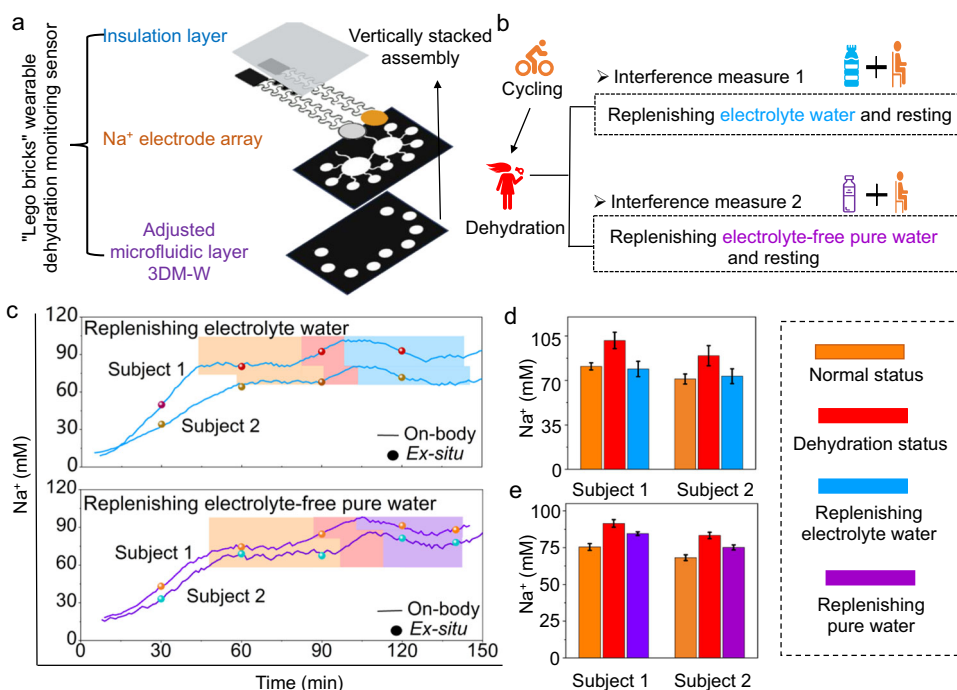 a
"Lego bricks" wearable
dehydration monitoring sensor
Insulation layer
Na⁺ electrode array
Adjusted
microfluidic layer
3DM-W
Vertically stacked
assembly
b
Cycling
Dehydration
➢ Interference measure 1
+
Replenishing electrolyte water and resting
➢ Interference measure 2
+
Replenishing electrolyte-free pure water
and resting
c
Na⁺ (mM)
120
90
60
30
0
Replenishing electrolyte water
Subject 1
Subject 2
On-body
Ex-situ
120
90
60
30
0
Replenishing electrolyte-free pure water
Subject 1
Subject 2
On-body
Ex-situ
0 30 60 90 120 150
Time (min)
d
Na⁺ (mM)
105
70
35
0
Subject 1 Subject 2
e
Na⁺ (mM)
100
75
50
25
0
Subject 1 Subject 2
Normal status
Dehydration status
Replenishing
electrolyte water
Replenishing
pure water